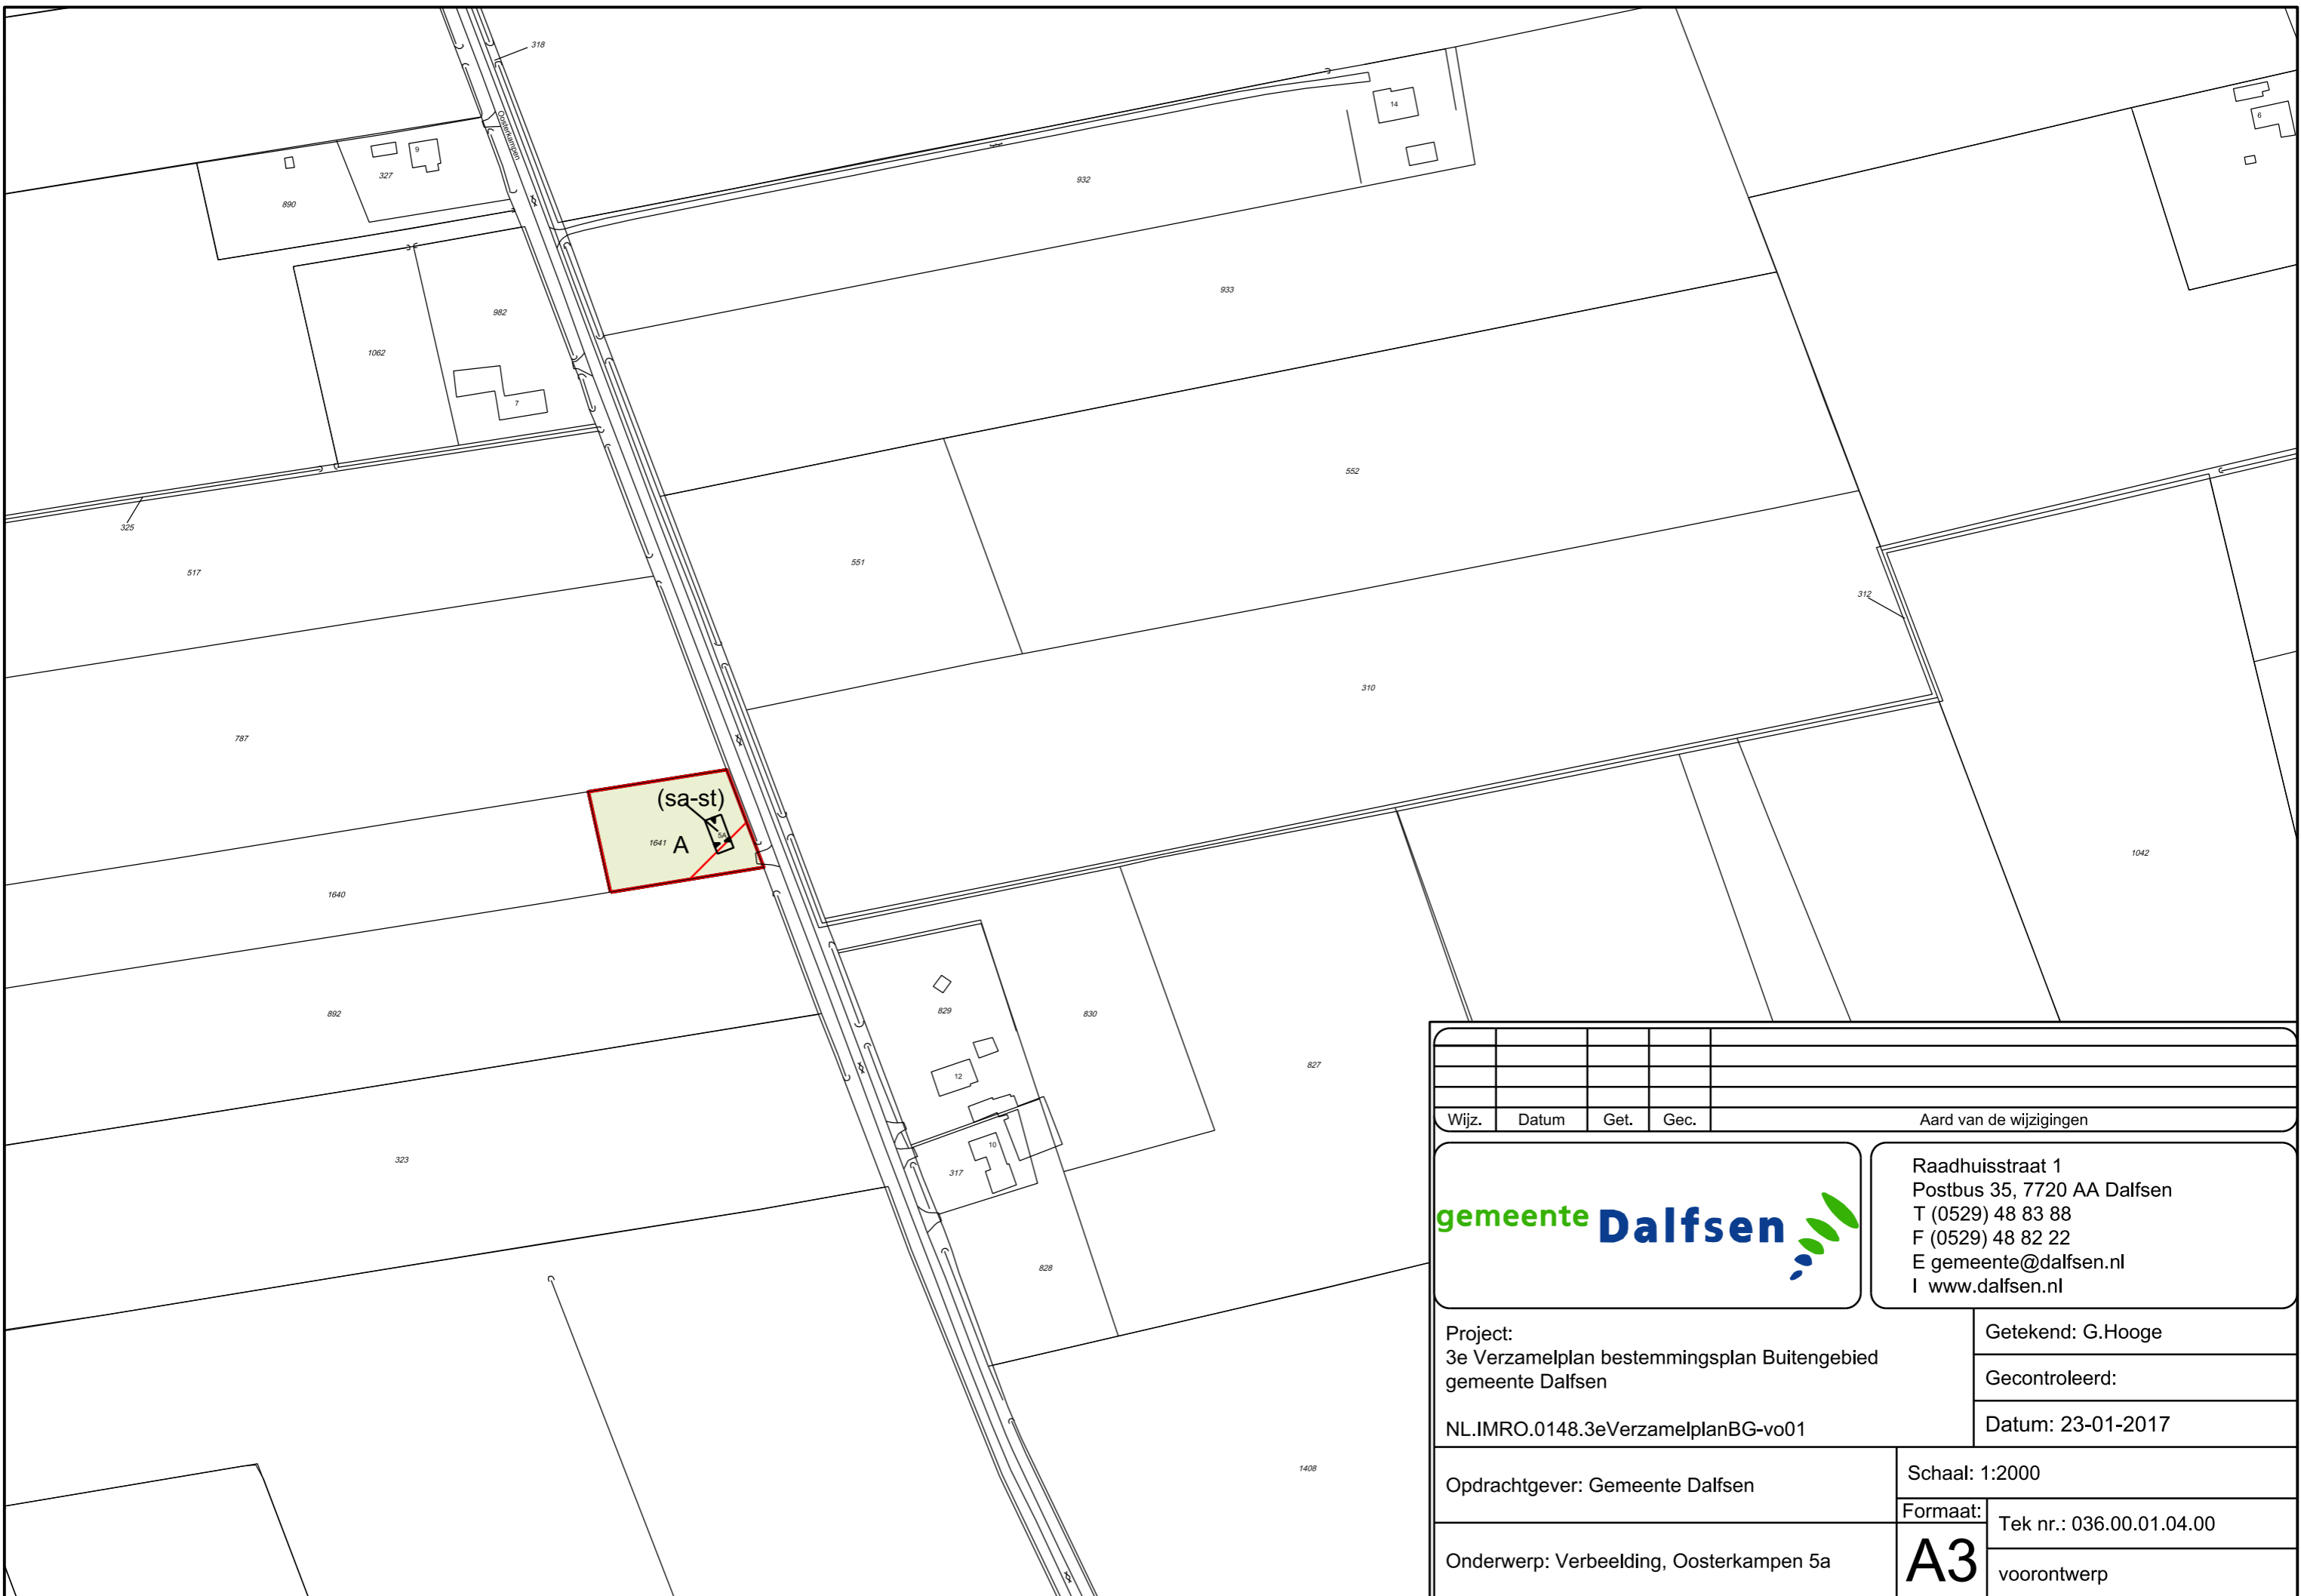 318
Oosterkampen
14
6
9
327
890
932
933
982
1062
7
552
325
551
517
312
310
787
(sa-st)
5A
1641
A
1042
1640
892
829
830
827
12
10
323
317
828
1408
Wijz. Datum Get. Gec. Aard van de wijzigingen
gemeente Dalfsen
Raadhuisstraat 1
Postbus 35, 7720 AA Dalfsen
T (0529) 48 83 88
F (0529) 48 82 22
E gemeente@dalfsen.nl
I www.dalfsen.nl
Project:
3e Verzamelplan bestemmingsplan Buitengebied
gemeente Dalfsen
NL.IMRO.0148.3eVerzamelplanBG-vo01
Getekend: G.Hooge
Gecontroleerd:
Datum: 23-01-2017
Opdrachtgever: Gemeente Dalfsen
Schaal: 1:2000
Formaat:
A3
Tek nr.: 036.00.01.04.00
Onderwerp: Verbeelding, Oosterkampen 5a
voorontwerp